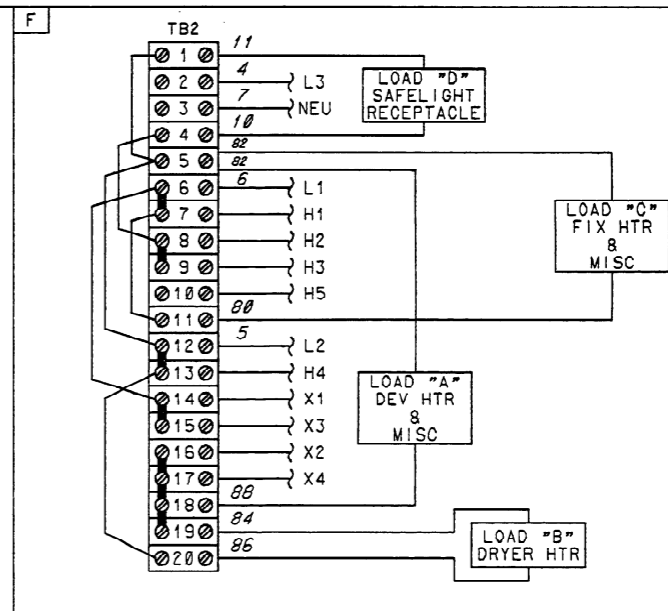 F
TB2
1 11
2 4 L3
3 7 NEU
4 10
82
5 82
6 6 L1
7 H1
8 H2
9 H3
10 H5
11 80
12 5 L2
13 H4
14 X1
15 X3
16 X2
17 X4
18 88
19 84
20 86
LOAD "D"
SAFELIGHT
RECEPTACLE
LOAD "C"
FIX HTR
&
MISC
LOAD "A"
DEV HTR
&
MISC
LOAD "B"
DRYER HTR